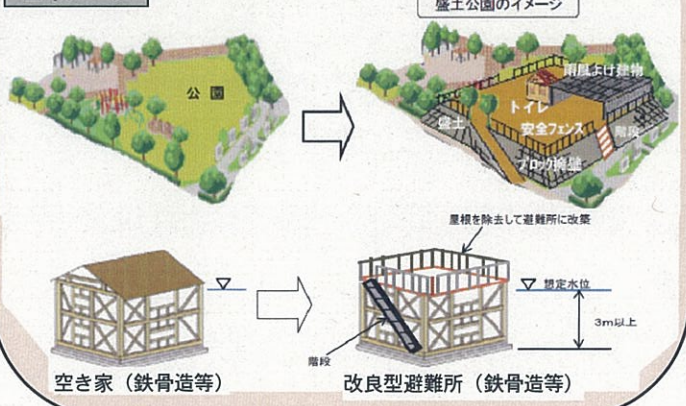 盛土公園のイメージ
公園
雨風よけ建物
トイレ
盛土
安全フェンス
階段
ブロック擁壁
屋根を除去して避難所に改築
想定水位
3m以上
階段
空き家（鉄骨造等）
改良型避難所（鉄骨造等）